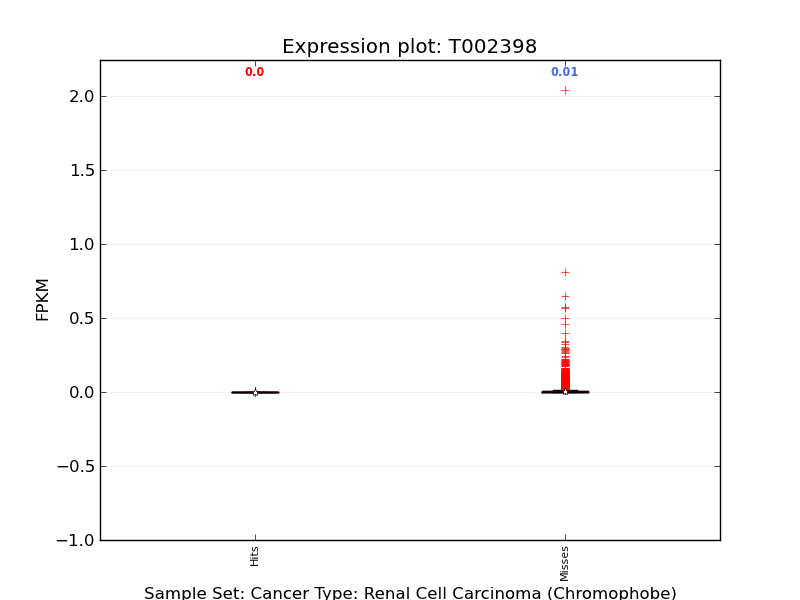 Expression plot: T002398
0.0
0.01
2.0
1.5
1.0
0.5
0.0
−0.5
−1.0
FPKM
Hits
Misses
Sample Set: Cancer Type: Renal Cell Carcinoma (Chromophobe)